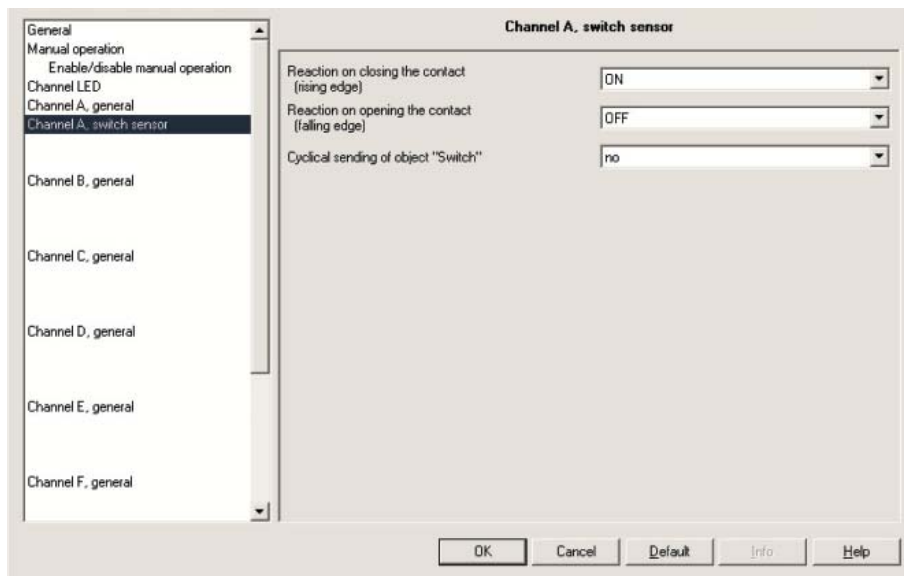 General
Manual operation
Enable/disable manual operation
Channel LED
Channel A, general
Channel A, switch sensor
Channel B, general
Channel C, general
Channel D, general
Channel E, general
Channel F, general
Channel A, switch sensor
Reaction on closing the contact
(rising edge)
ON
Reaction on opening the contact
(falling edge)
OFF
Cyclical sending of object "Switch"
no
OK
Cancel
Default
Info
Help